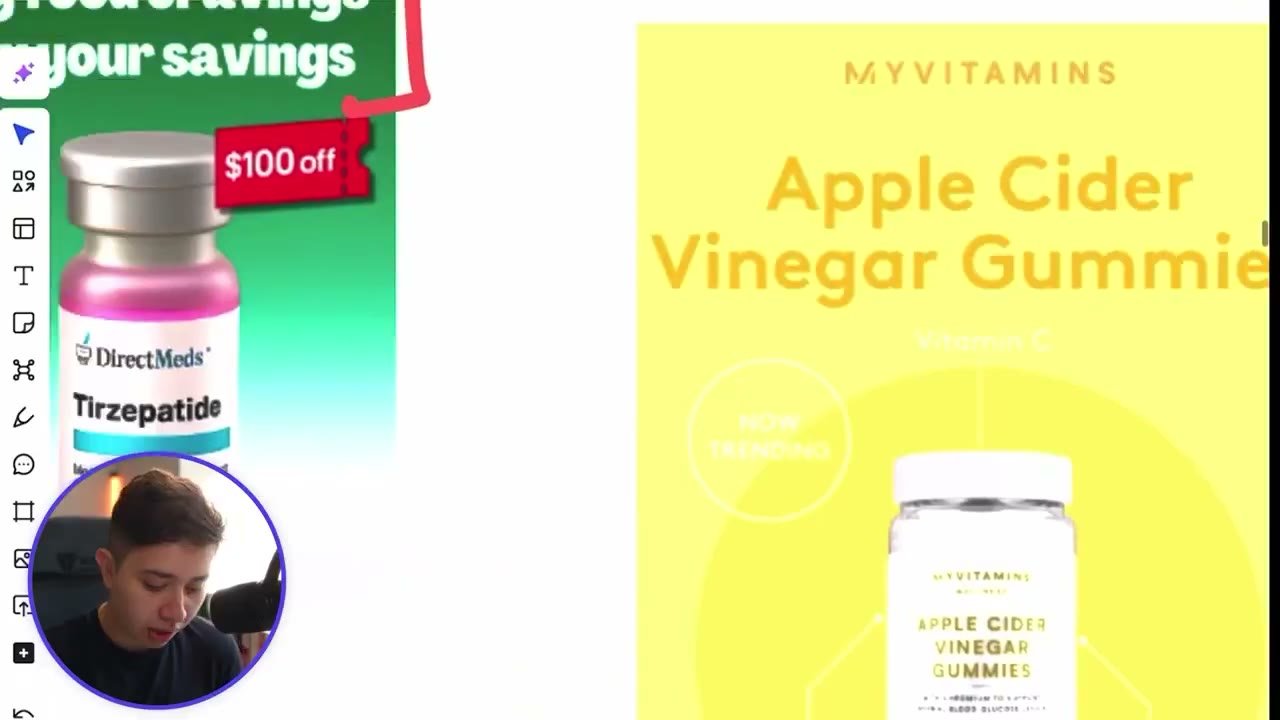 your savings
$100 off
DirectMeds
Tirzepatide
MYVITAMINS
Apple Cider
Vinegar Gummie
Vitamin C
NOW
TRENDING
MYVITAMINS
WELLNESS
APPLE CIDER
VINEGAR
GUMMIES